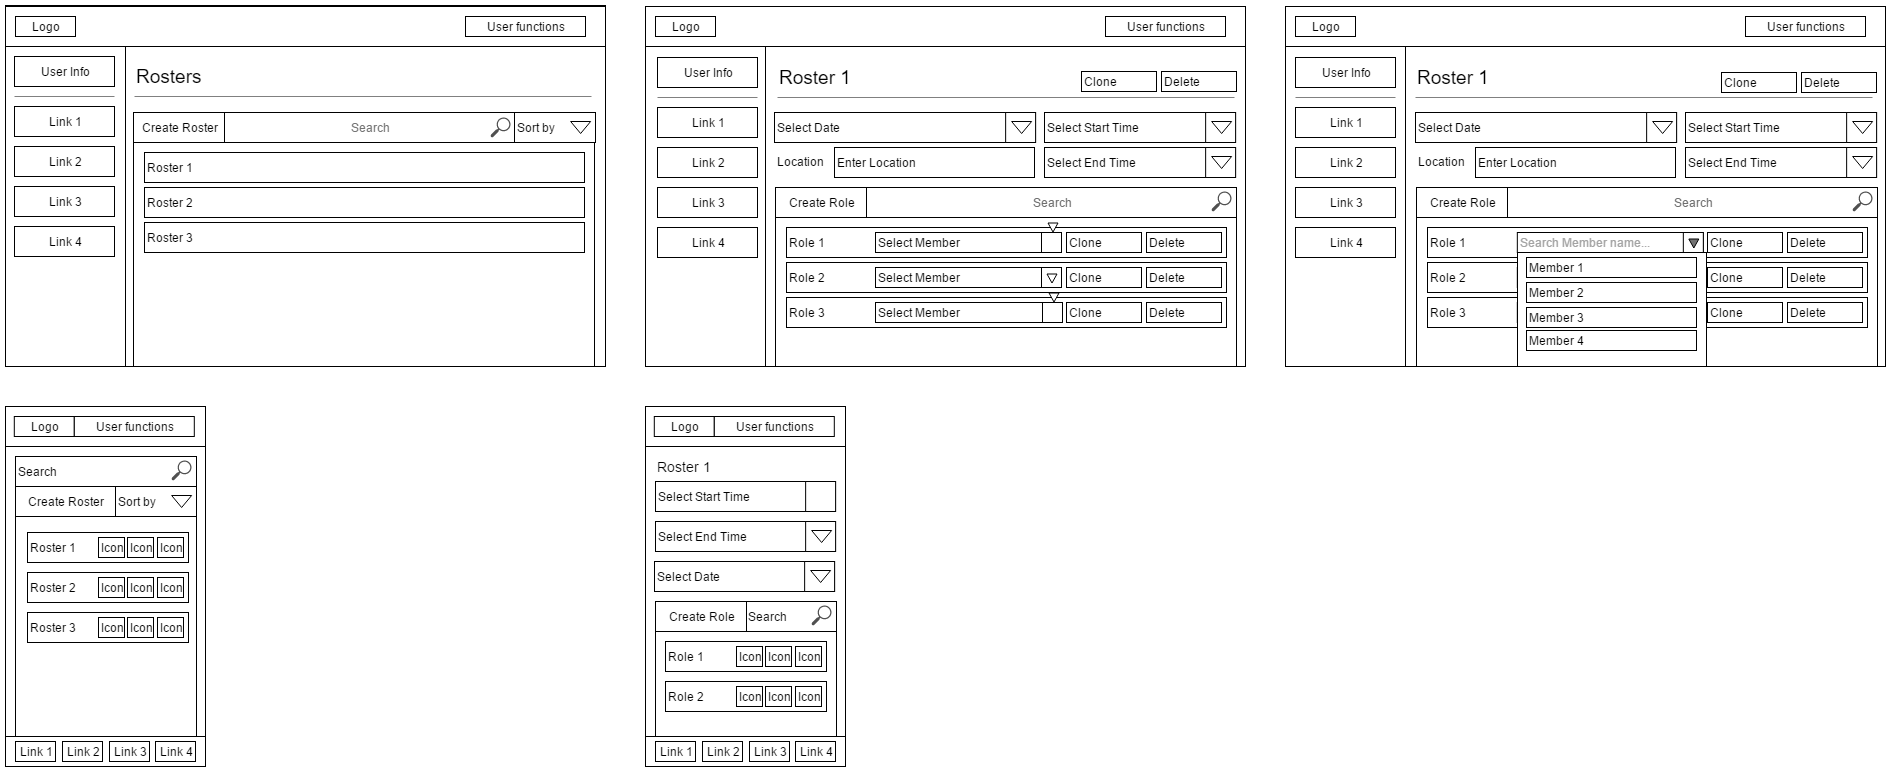 Logo
User functions
User Info
Link 1
Link 2
Link 3
Link 4
Rosters
Create Roster
Search
Sort by
Roster 1
Roster 2
Roster 3
Logo
User functions
User Info
Link 1
Link 2
Link 3
Link 4
Roster 1
Clone
Delete
Select Date
Select Start Time
Location
Enter Location
Select End Time
Create Role
Search
Role 1
Select Member
Clone
Delete
Role 2
Select Member
Clone
Delete
Role 3
Select Member
Clone
Delete
Logo
User functions
User Info
Link 1
Link 2
Link 3
Link 4
Roster 1
Clone
Delete
Select Date
Select Start Time
Location
Enter Location
Select End Time
Create Role
Search
Role 1
Search Member name...
Clone
Delete
Role 2
Clone
Delete
Role 3
Clone
Delete
Member 1
Member 2
Member 3
Member 4
Logo
User functions
Search
Create Roster
Sort by
Roster 1
Icon
Icon
Icon
Roster 2
Icon
Icon
Icon
Roster 3
Icon
Icon
Icon
Link 1
Link 2
Link 3
Link 4
Logo
User functions
Roster 1
Select Start Time
Select End Time
Select Date
Create Role
Search
Role 1
Icon
Icon
Icon
Role 2
Icon
Icon
Icon
Link 1
Link 2
Link 3
Link 4